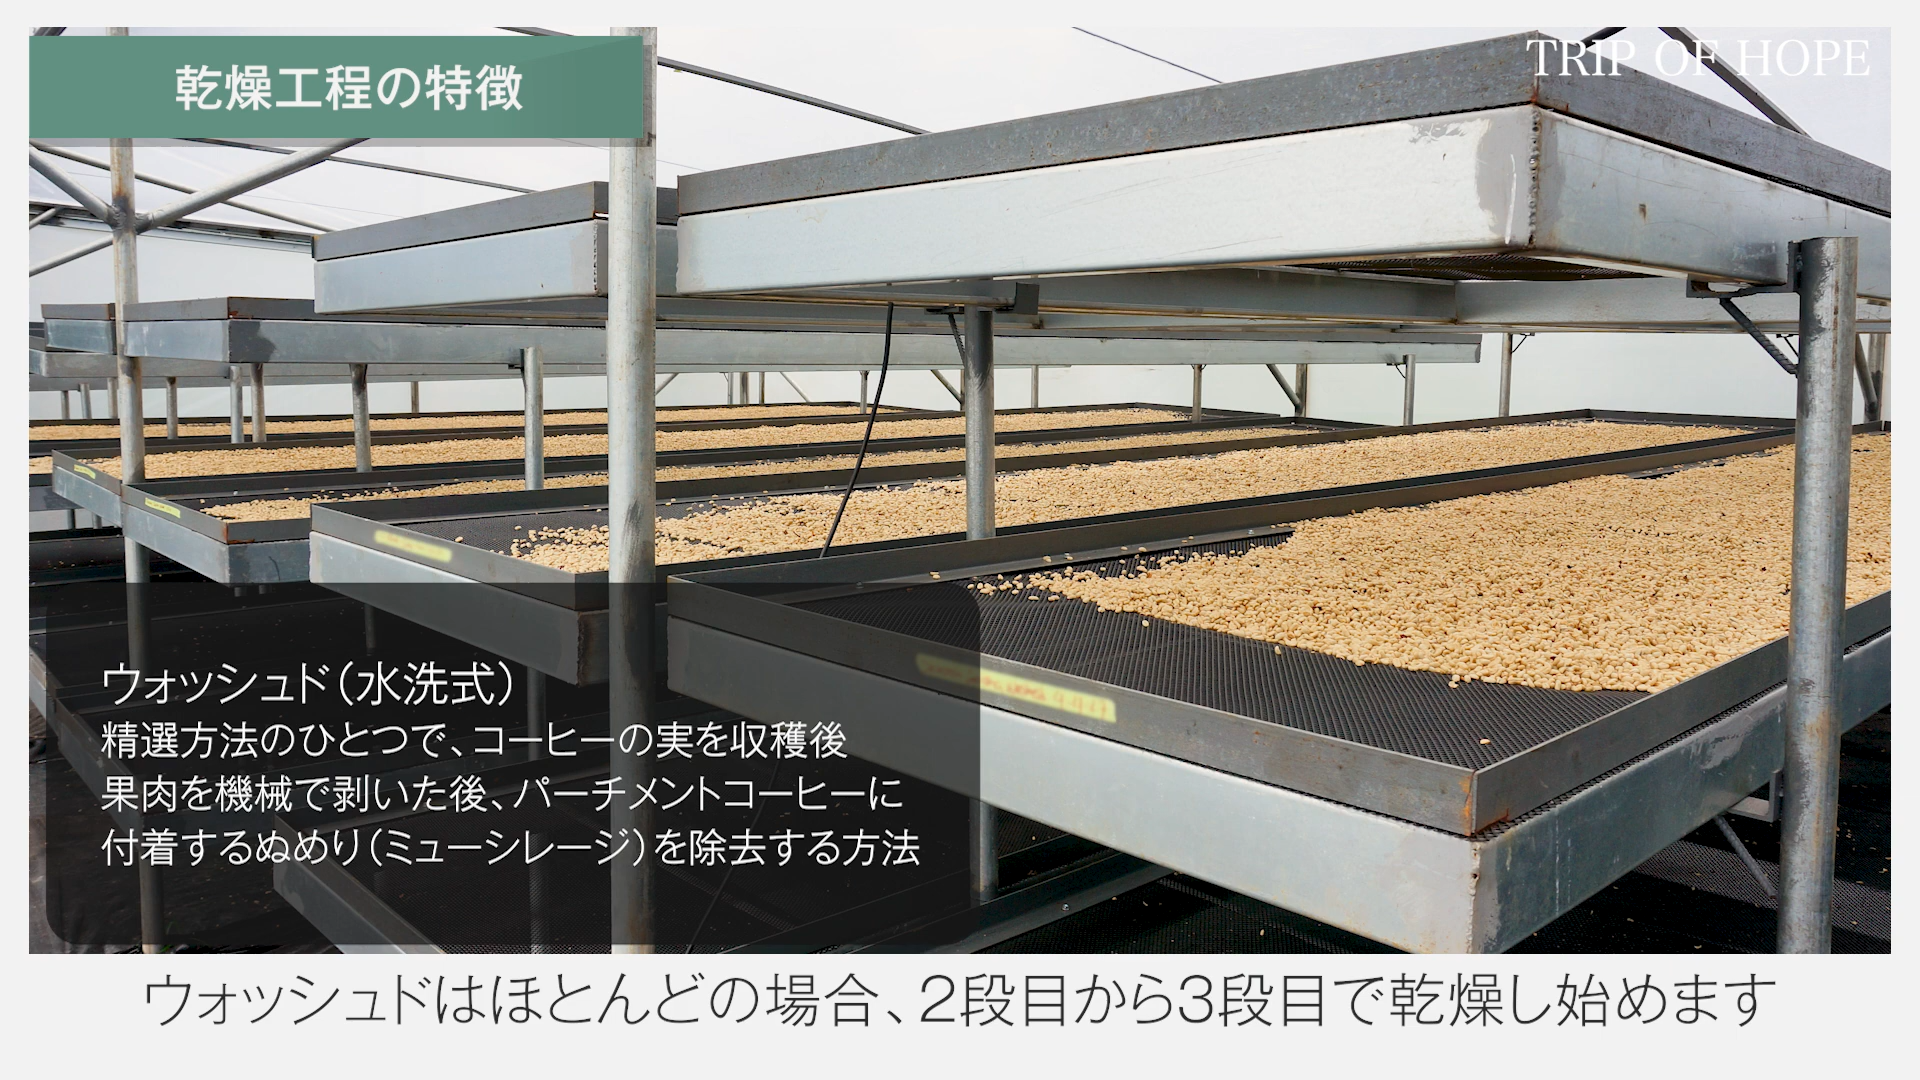 乾燥工程の特徴
TRIP OF HOPE
ウォッシュド（水洗式）
精選方法のひとつで、コーヒーの実を収穫後
果肉を機械で剥いた後、パーチメントコーヒーに
付着するぬめり（ミューシレージ）を除去する方法
ウォッシュドはほとんどの場合、2段目から3段目で乾燥し始めます